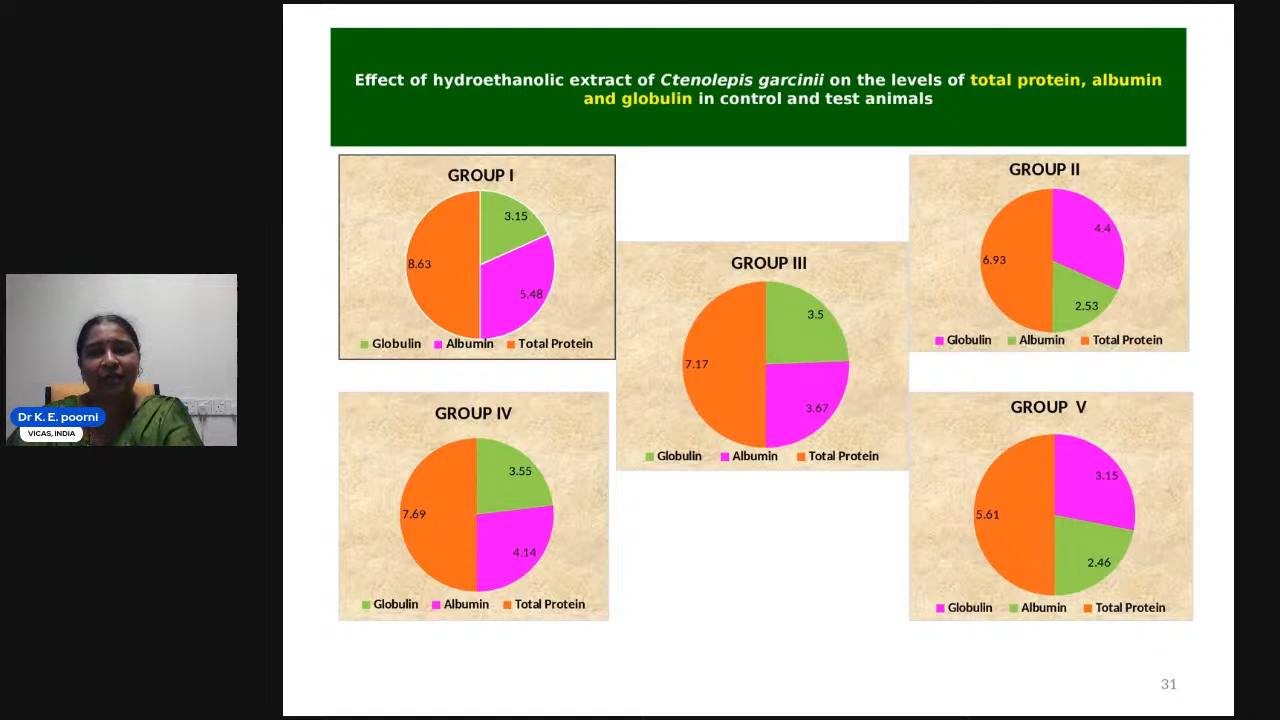 Effect of hydroethanolic extract of Ctenolepis garcinii on the levels of total protein, albumin
and globulin in control and test animals
GROUP I
3.15
8.63
5.48
Globulin Albumin Total Protein
GROUP II
4.4
6.93
2.53
Globulin Albumin Total Protein
GROUP III
3.5
7.17
3.67
Globulin Albumin Total Protein
GROUP IV
3.55
7.69
4.14
Globulin Albumin Total Protein
GROUP V
3.15
5.61
2.46
Globulin Albumin Total Protein
Dr K. E. poorni
VICAS, INDIA
31